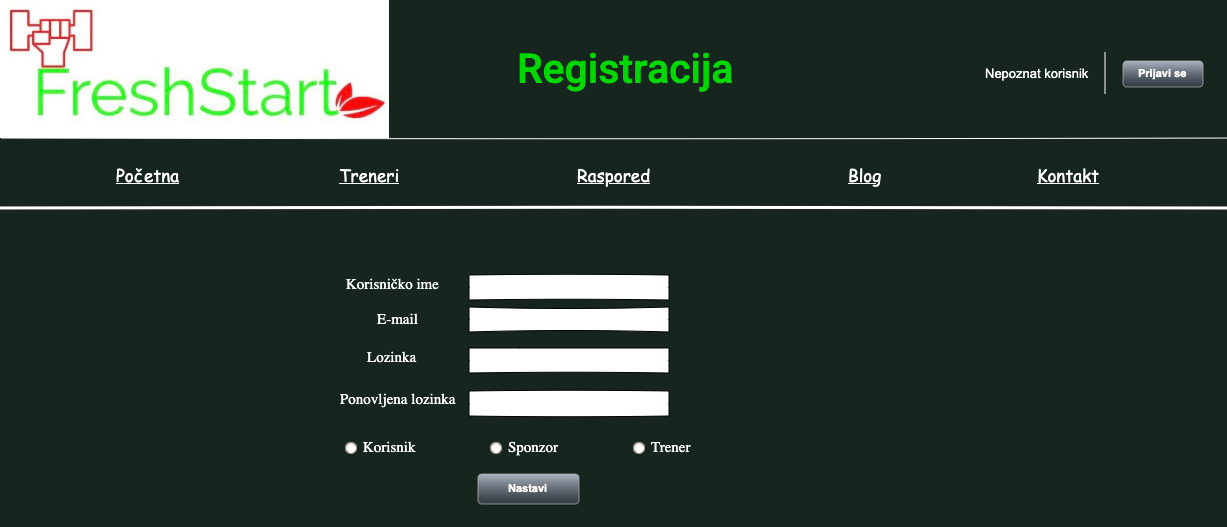 FreshStart
Registracija
Nepoznat korisnik
Prijavi se
Početna Treneri Raspored Blog Kontakt
Korisničko ime
E-mail
Lozinka
Ponovljena lozinka
Korisnik Sponzor Trener
Nastavi